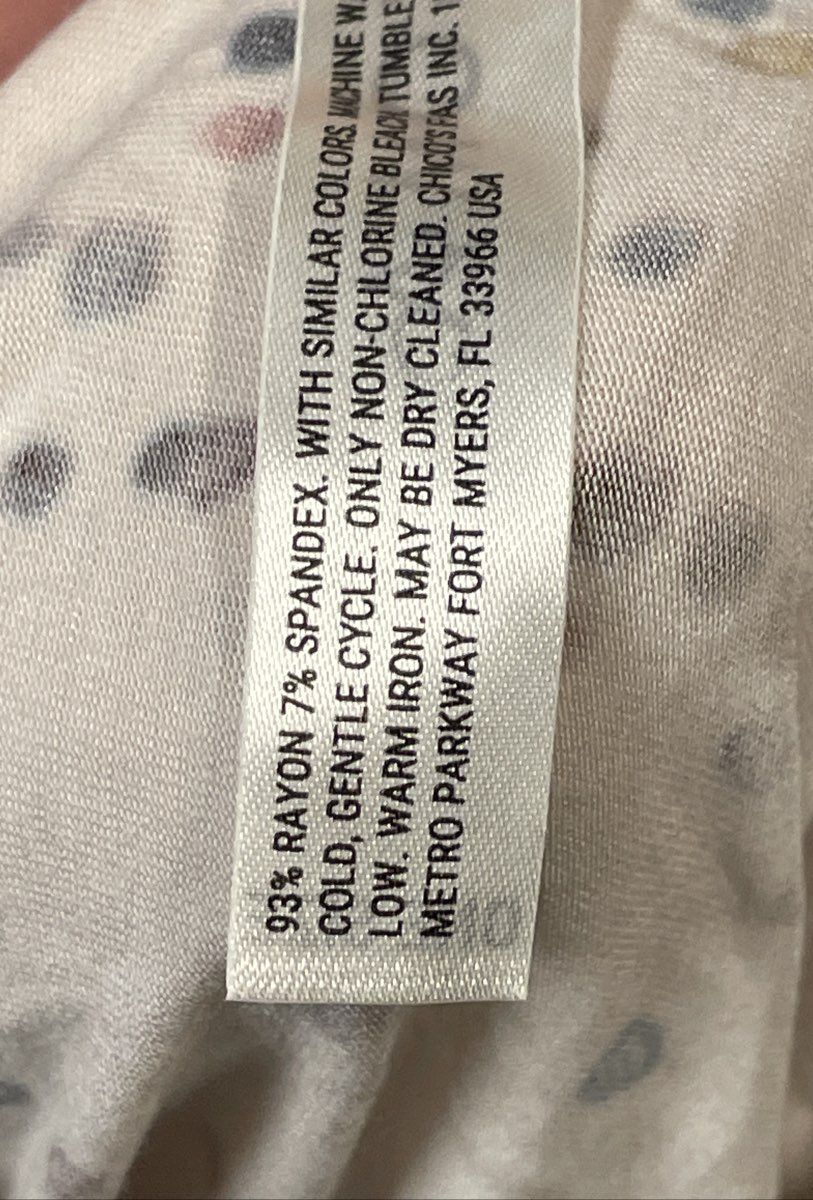 93% RAYON 7% SPANDEX. WITH SIMILAR COLORS. MACHINE
COLD, GENTLE CYCLE. ONLY NON-CHLORINE BLEACH TUMBLE
LOW. WARM IRON. MAY BE DRY CLEANED. CHICO'S FAS INC.
METRO PARKWAY FORT MYERS, FL 33966 USA